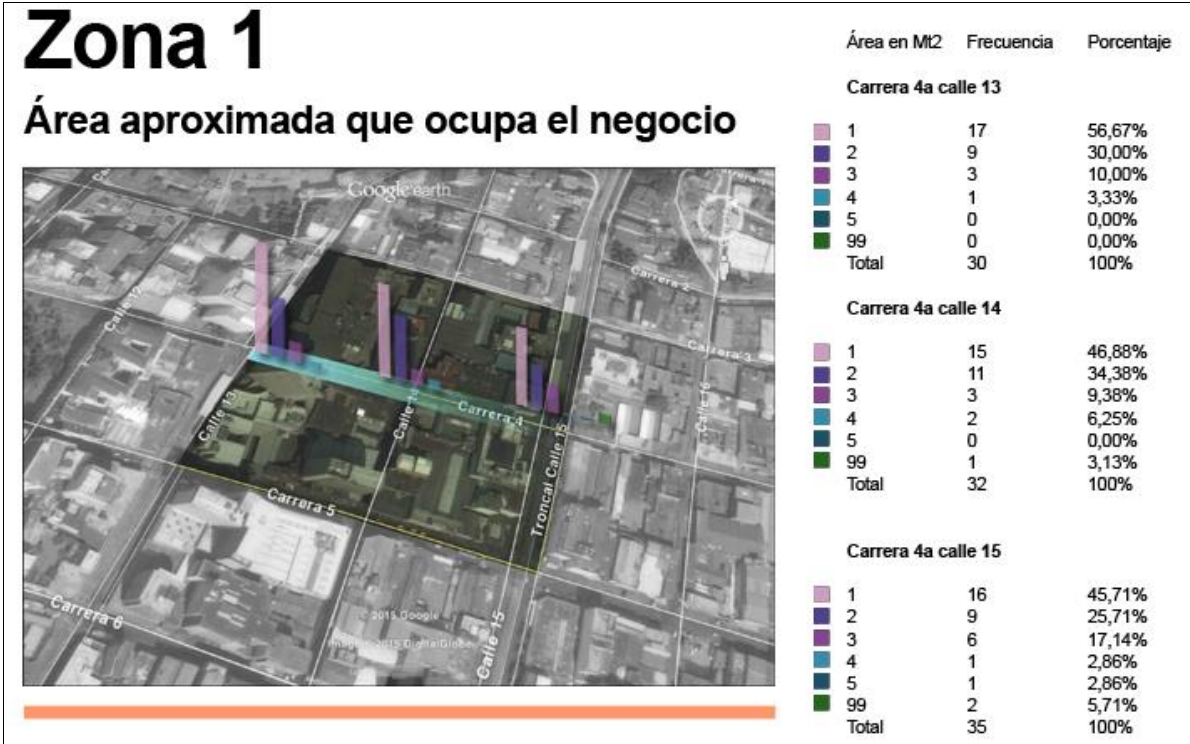 Zona 1
Área aproximada que ocupa el negocio
Google earth
Calle 12
Carrera 2
Carrera 3
Calle 16
Calle 13
Calle 14
Carrera 4
Troncal Calle 15
Carrera 5
Carrera 6
Calle 15
© 2015 Google
Image © 2015 DigitalGlobe
Área en Mt2 Frecuencia Porcentaje
Carrera 4a calle 13
1 17 56,67%
2 9 30,00%
3 3 10,00%
4 1 3,33%
5 0 0,00%
99 0 0,00%
Total 30 100%
Carrera 4a calle 14
1 15 46,88%
2 11 34,38%
3 3 9,38%
4 2 6,25%
5 0 0,00%
99 1 3,13%
Total 32 100%
Carrera 4a calle 15
1 16 45,71%
2 9 25,71%
3 6 17,14%
4 1 2,86%
5 1 2,86%
99 2 5,71%
Total 35 100%